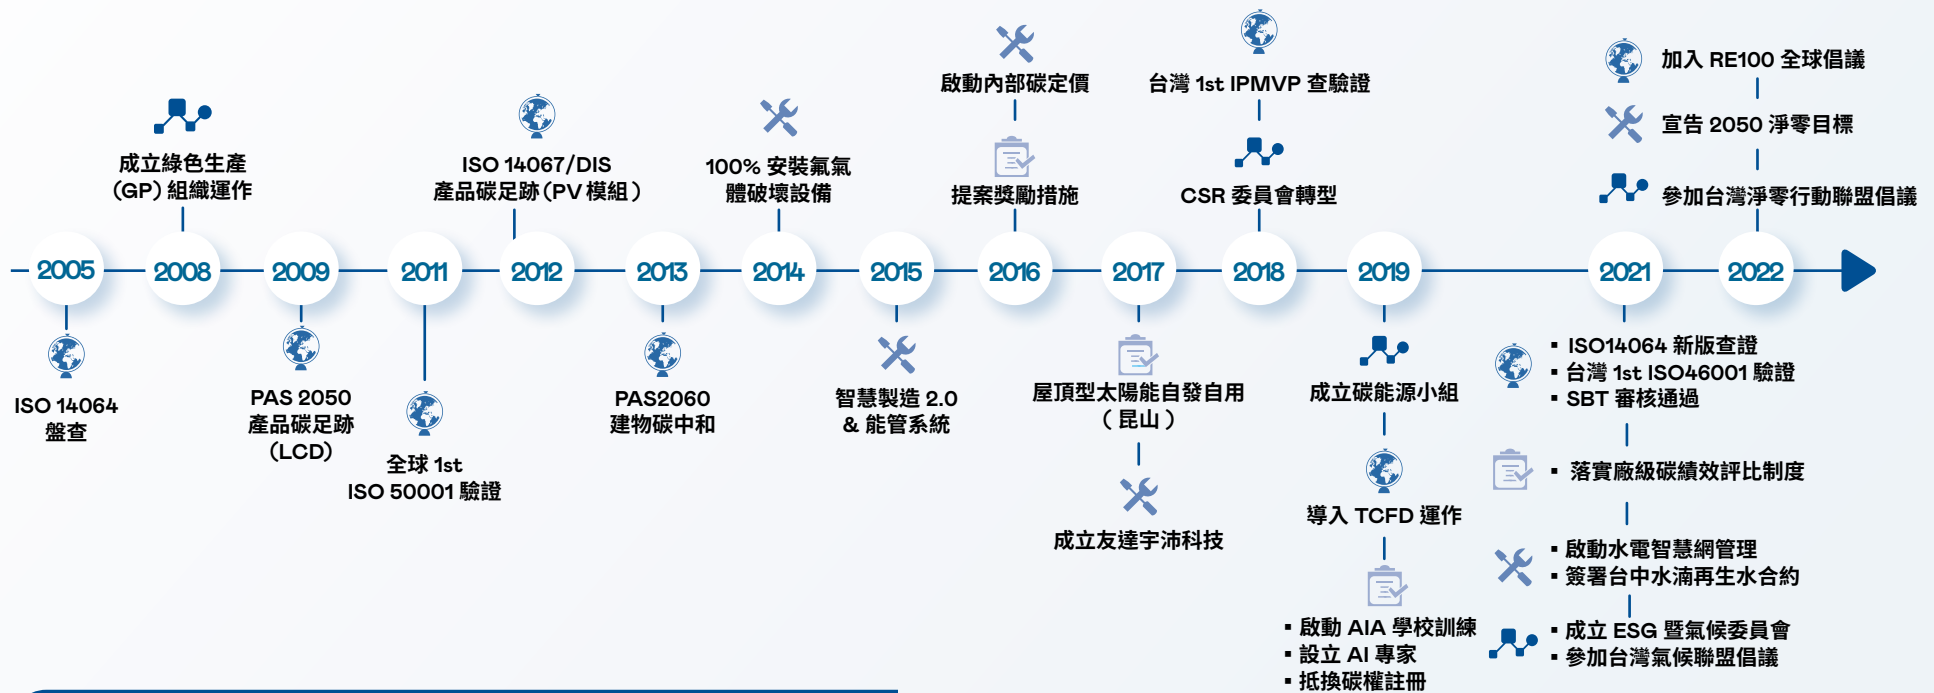 2005
ISO 14064
盤查
成立綠色生產
(GP) 組織運作
2008
2009
PAS 2050
產品碳足跡
(LCD)
2011
全球 1st
ISO 50001 驗證
ISO 14067/DIS
產品碳足跡(PV 模組)
2012
2013
PAS2060
建物碳中和
100% 安裝氟氣
體破壞設備
2014
2015
智慧製造 2.0
& 能管系統
啟動內部碳定價
提案獎勵措施
2016
2017
屋頂型太陽能自發自用
(昆山)
成立友達宇沛科技
台灣 1st IPMVP 查驗證
CSR 委員會轉型
2018
2019
成立碳能源小組
導入 TCFD 運作
▪ 啟動 AIA 學校訓練
▪ 設立 AI 專家
▪ 抵換碳權註冊
2021
▪ ISO14064 新版查證
▪ 台灣 1st ISO46001 驗證
▪ SBT 審核通過
▪ 落實廠級碳績效評比制度
▪ 啟動水電智慧網管理
▪ 簽署台中水湳再生水合約
▪ 成立 ESG 暨氣候委員會
▪ 參加台灣氣候聯盟倡議
加入 RE100 全球倡議
宣告 2050 淨零目標
參加台灣淨零行動聯盟倡議
2022